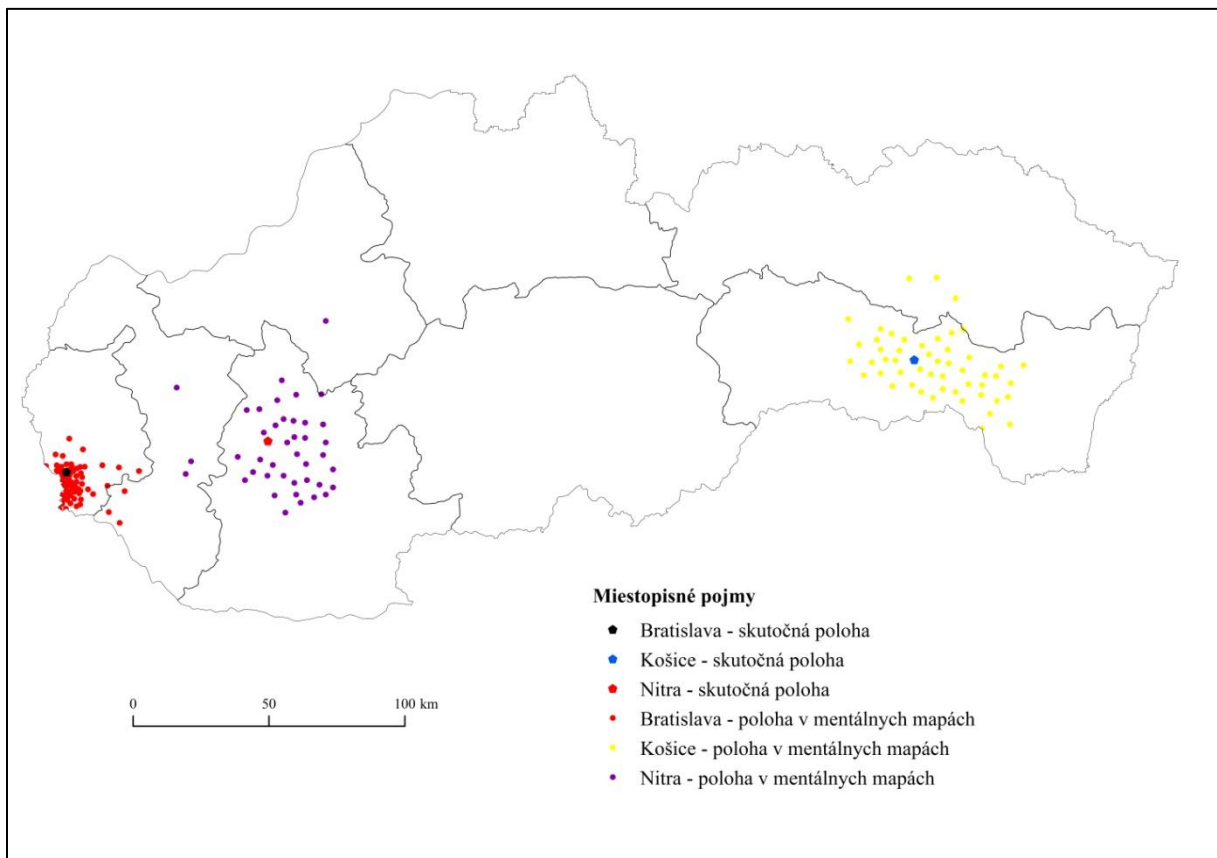 Miestopisné pojmy
Bratislava - skutočná poloha
Košice - skutočná poloha
Nitra - skutočná poloha
Bratislava - poloha v mentálnych mapách
Košice - poloha v mentálnych mapách
Nitra - poloha v mentálnych mapách
0 50 100 km